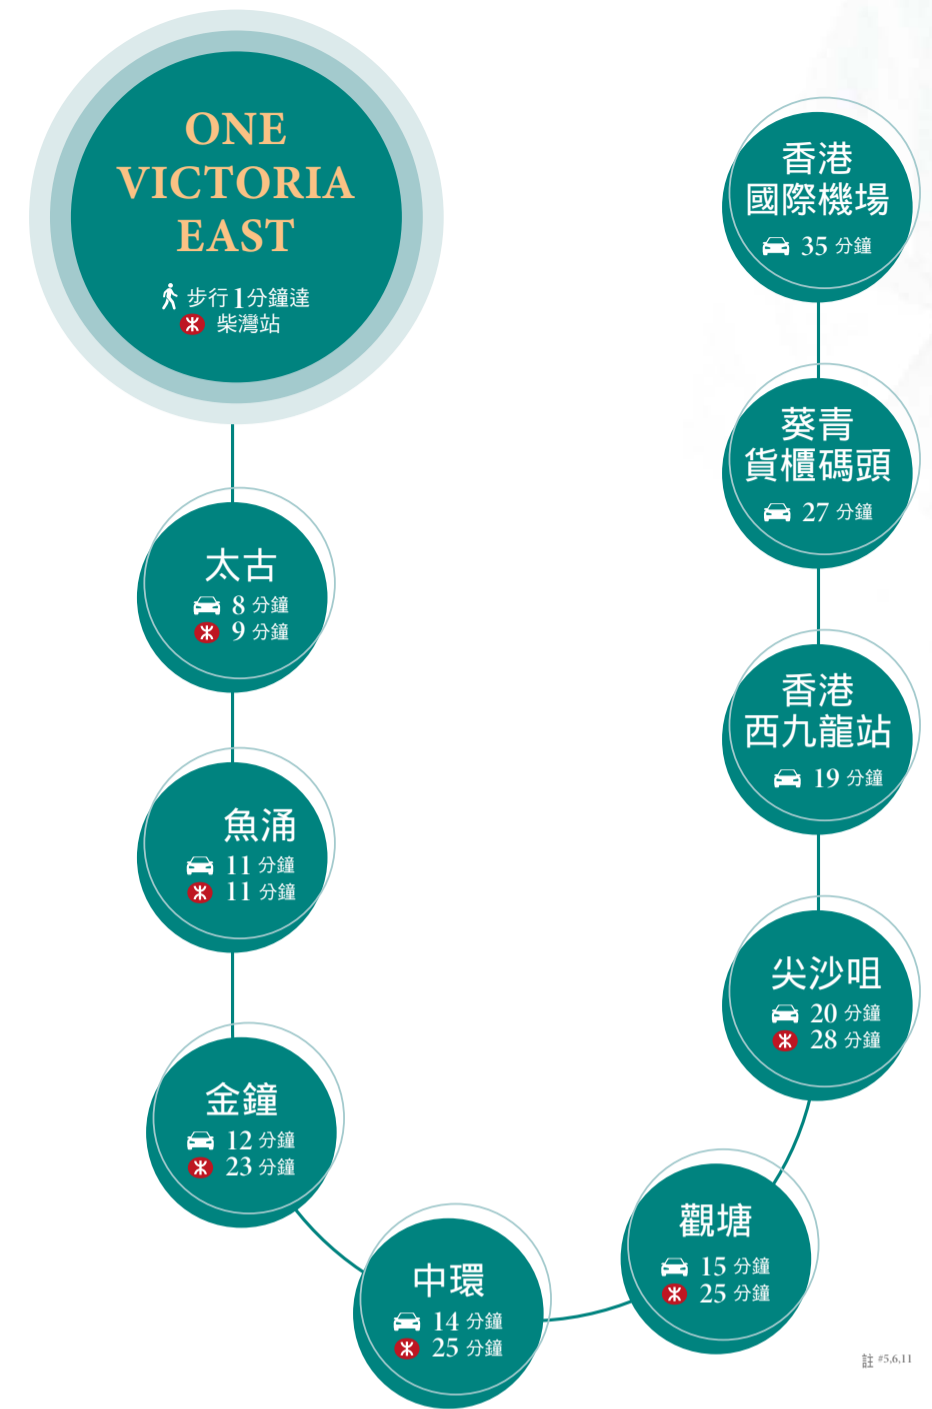 ONE
VICTORIA
EAST
步行 1 分鐘達
柴灣站
太古
8 分鐘
9 分鐘
魚涌
11 分鐘
11 分鐘
金鐘
12 分鐘
23 分鐘
中環
14 分鐘
25 分鐘
觀塘
15 分鐘
25 分鐘
尖沙咀
20 分鐘
28 分鐘
香港
西九龍站
19 分鐘
葵青
貨櫃碼頭
27 分鐘
香港
國際機場
35 分鐘
註 #5,6,11